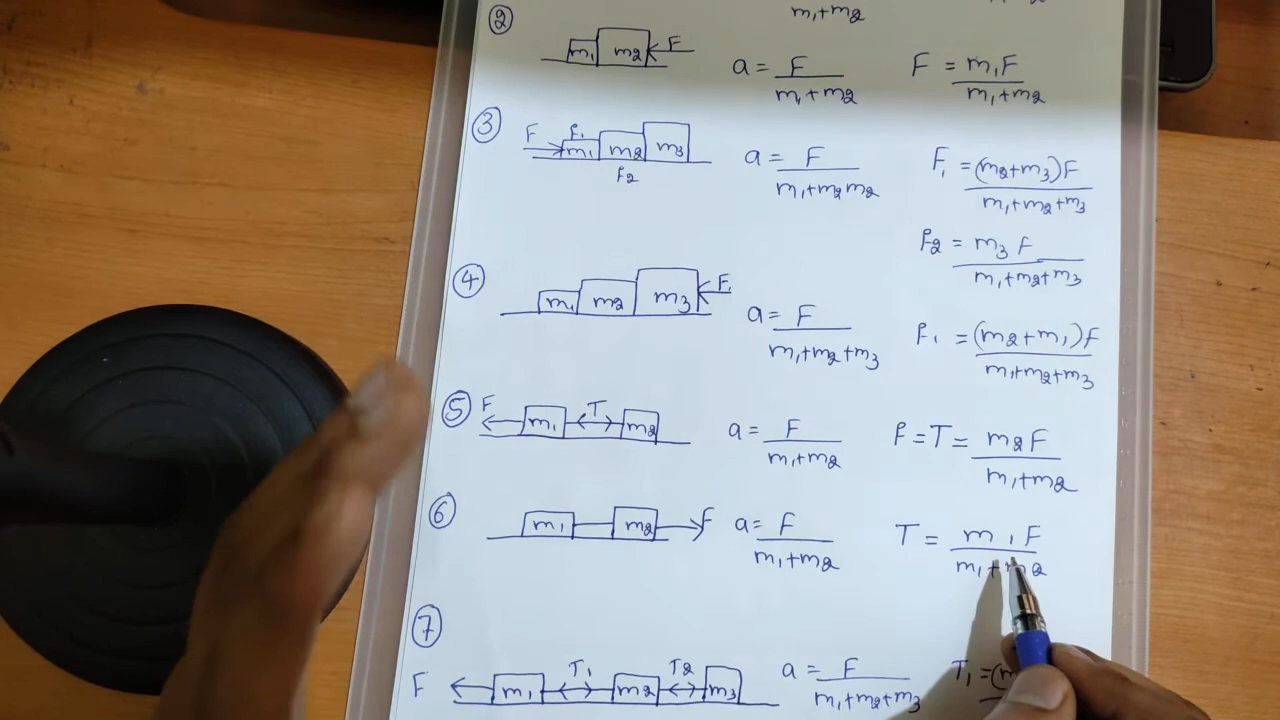 m₁+m₂
②
m₁ m₂ F
a = F / m₁+m₂
F = m₁F / m₁+m₂
③
F f₁ m₁ m₂ m₃
f₂
a = F / m₁+m₂m₂
F₁ = (m₂+m₃)F / m₁+m₂+m₃
f₂ = m₃ F / m₁+m₂+m₃
④
m₁ m₂ m₃ F₁
a = F / m₁+m₂+m₃
f₁ = (m₂+m₁)F / m₁+m₂+m₃
⑤
F m₁ T m₂
a = F / m₁+m₂
f = T = m₂F / m₁+m₂
⑥
m₁ m₂ F
a = F / m₁+m₂
T = m₁F / m₁+m₂
⑦
F m₁ T₁ m₂ T₂ m₃
a = F / m₁+m₂+m₃
T₁ = (m